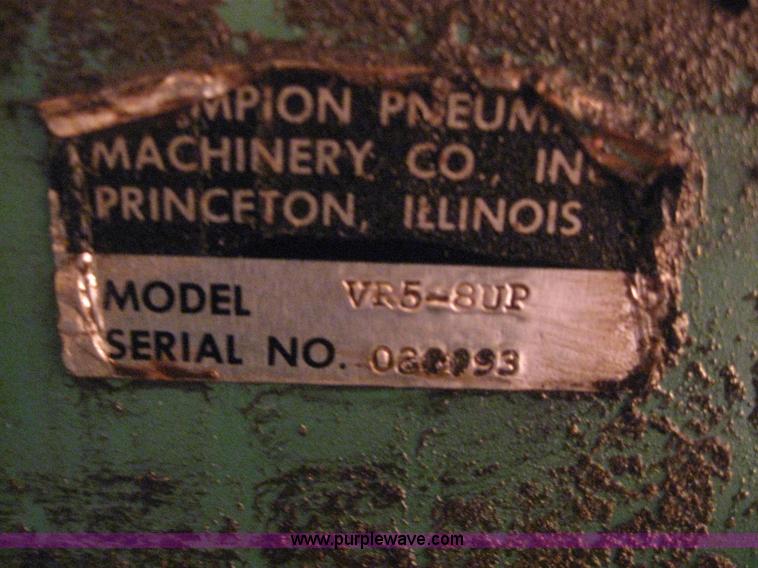 MPION PNEUM
MACHINERY CO., IN
PRINCETON, ILLINOIS
MODEL VR5-8UP
SERIAL NO.
www.purplewave.com